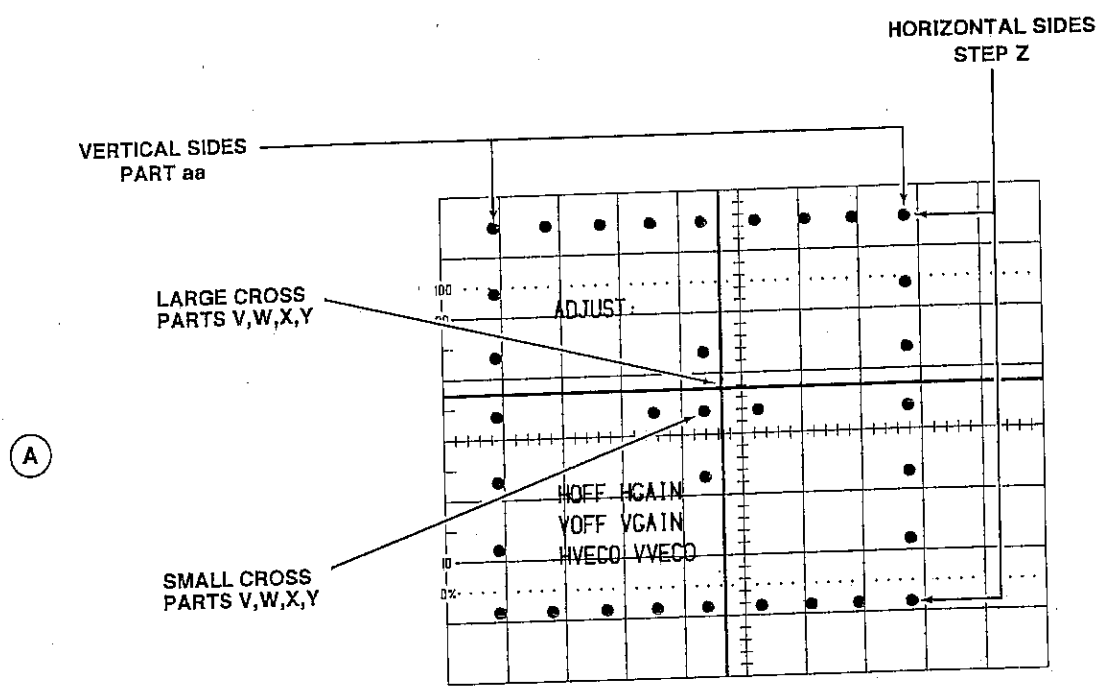 HORIZONTAL SIDES
STEP Z
VERTICAL SIDES
PART aa
LARGE CROSS
PARTS V,W,X,Y
100
90
ADJUST:
A
HOFF HGAIN
VOFF VGAIN
HVECO VVECO
10
0%
SMALL CROSS
PARTS V,W,X,Y